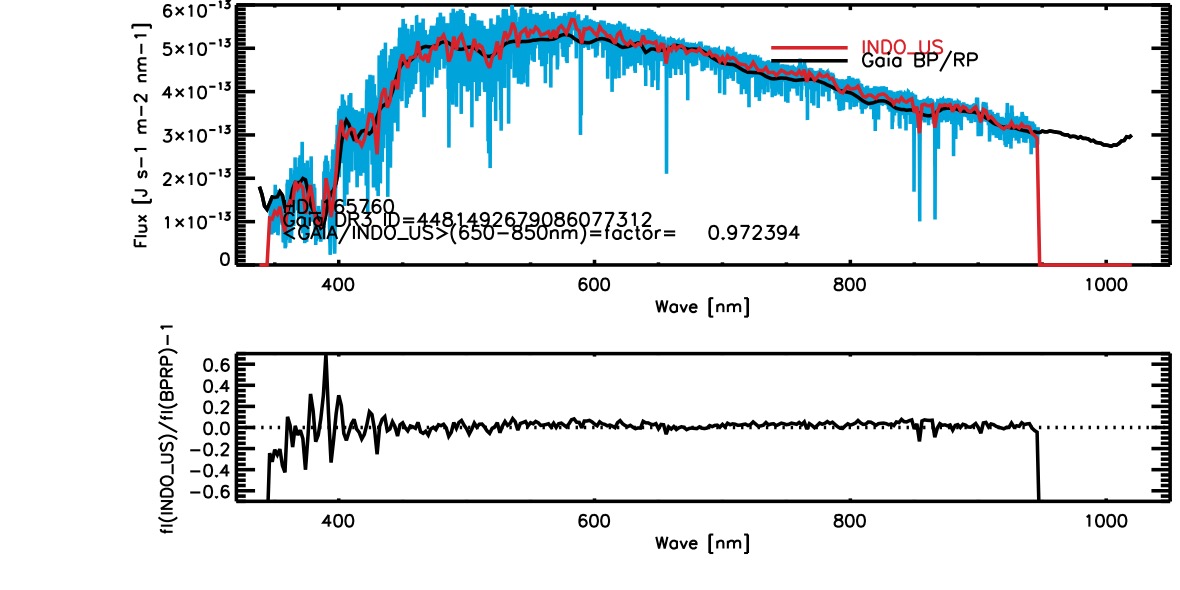 6×10−13
5×10−13
4×10−13
3×10−13
2×10−13
1×10−13
0
Flux [J s−1 m−2 nm−1]
INDO_US
Gaia BP/RP
HD 165760
Gaia DR3 ID=4481492679086077312
<GAIA/INDO_US>(650−850nm)=factor= 0.972394
400 600 800 1000
Wave [nm]
fl(INDO_US)/fl(BPRP)−1
0.6
0.4
0.2
0.0
−0.2
−0.4
−0.6
400 600 800 1000
Wave [nm]